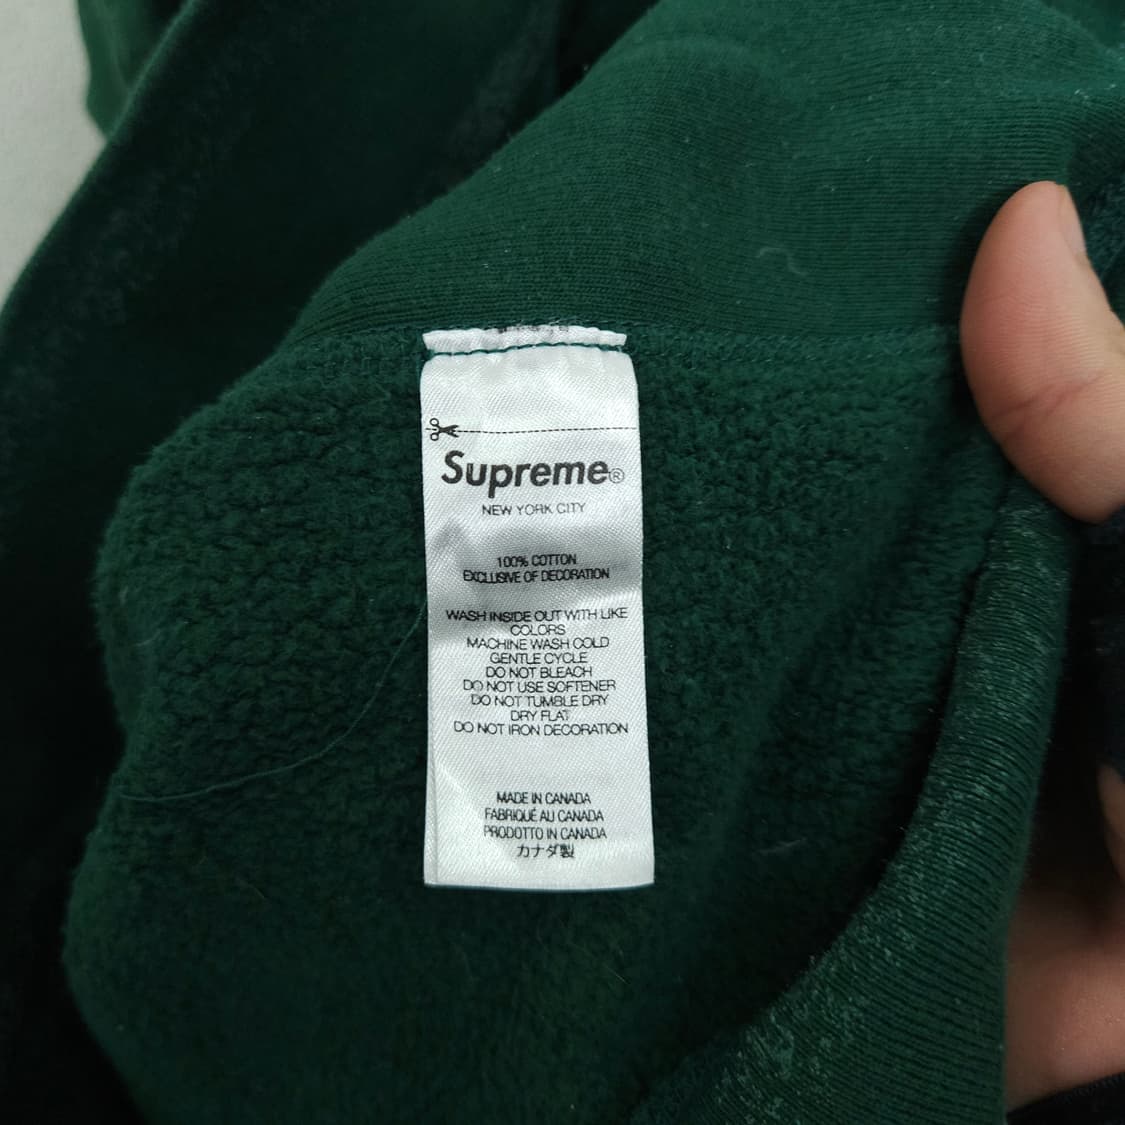 Supreme®
NEW YORK CITY
100% COTTON
EXCLUSIVE OF DECORATION
WASH INSIDE OUT WITH LIKE
COLORS
MACHINE WASH COLD
GENTLE CYCLE
DO NOT BLEACH
DO NOT USE SOFTENER
DO NOT TUMBLE DRY
DRY FLAT
DO NOT IRON DECORATION
MADE IN CANADA
FABRIQUÉ AU CANADA
PRODOTTO IN CANADA
カナダ製